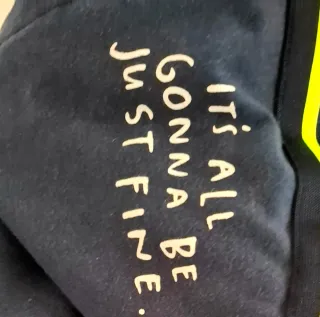 IT'S ALL
GONNA BE
JUST FINE.